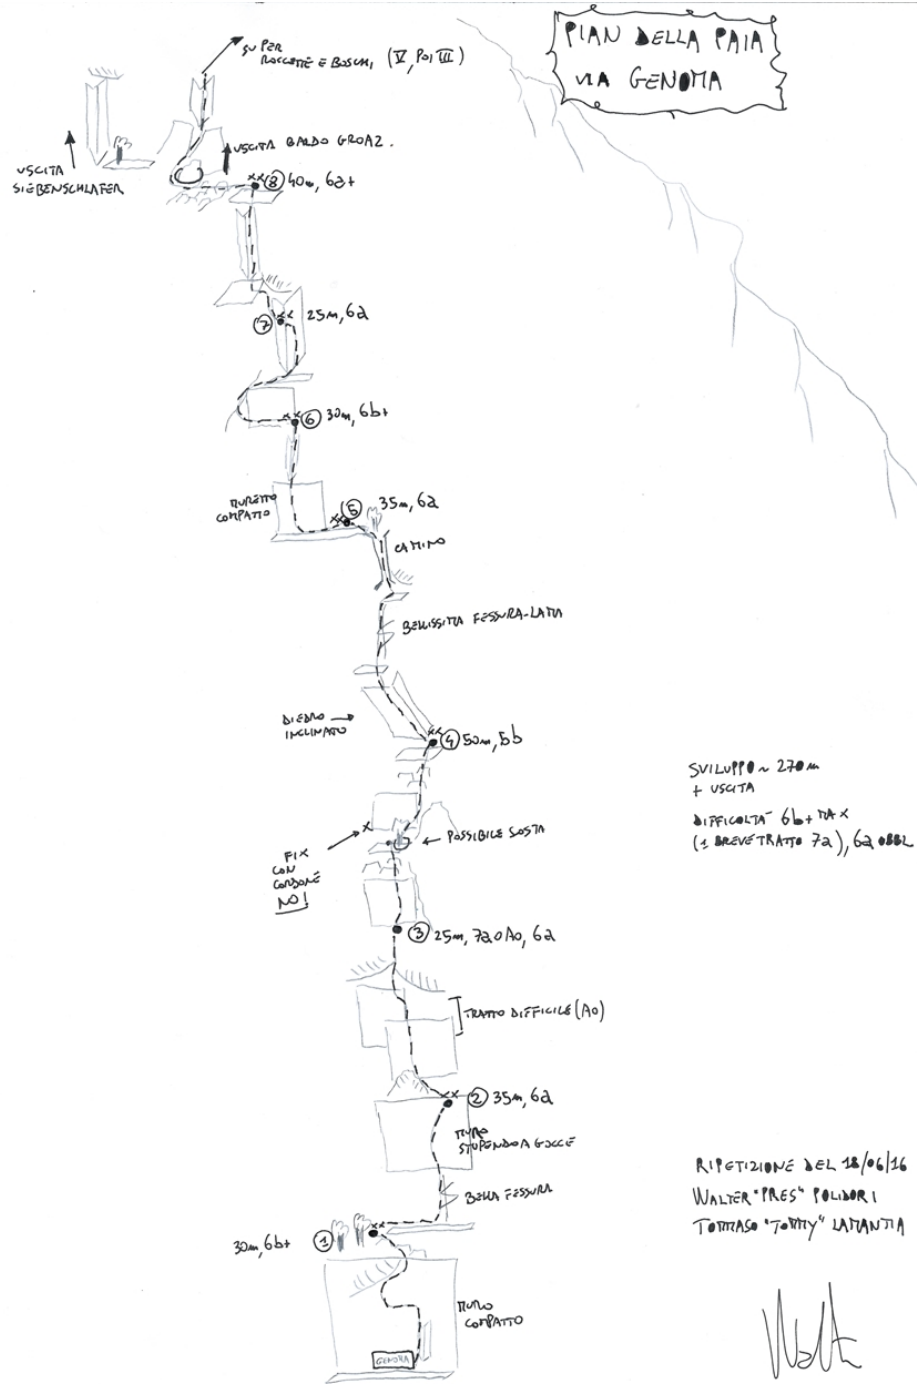 PIAN DELLA PAIA
VIA GENOMA
SU PER
ROCCETTE E BOSCHI (V, POI III)
USCITA BALDO GROAZ.
USCITA
SIEBENSCHLAFER
8 40m, 6a+
7 25m, 6a
6 30m, 6b+
MURETTO
COMPATTO
5 35m, 6a
CAMINO
BELLISSIMA FESSURA-LAMA
DIEDRO
INCLINATO
4 50m, 5b
SVILUPPO ~ 270m
+ USCITA
DIFFICOLTA' 6b+ MAX
(1 BREVE TRATTO 7a), 6a OBBL
POSSIBILE SOSTA
FIX
CON
CORDONE
NO!
3 25m, 7a o A0, 6a
TRATTO DIFFICILE (A0)
2 35m, 6a
MURO
STUPENDO A GOCCE
BELLA FESSURA
RIPETIZIONE DEL 18/06/16
WALTER "PRES" POLIDORI
TOMMASO "TOMMY" LAMANTIA
30m, 6b+ 1
MURO
COMPATTO
GENOMA